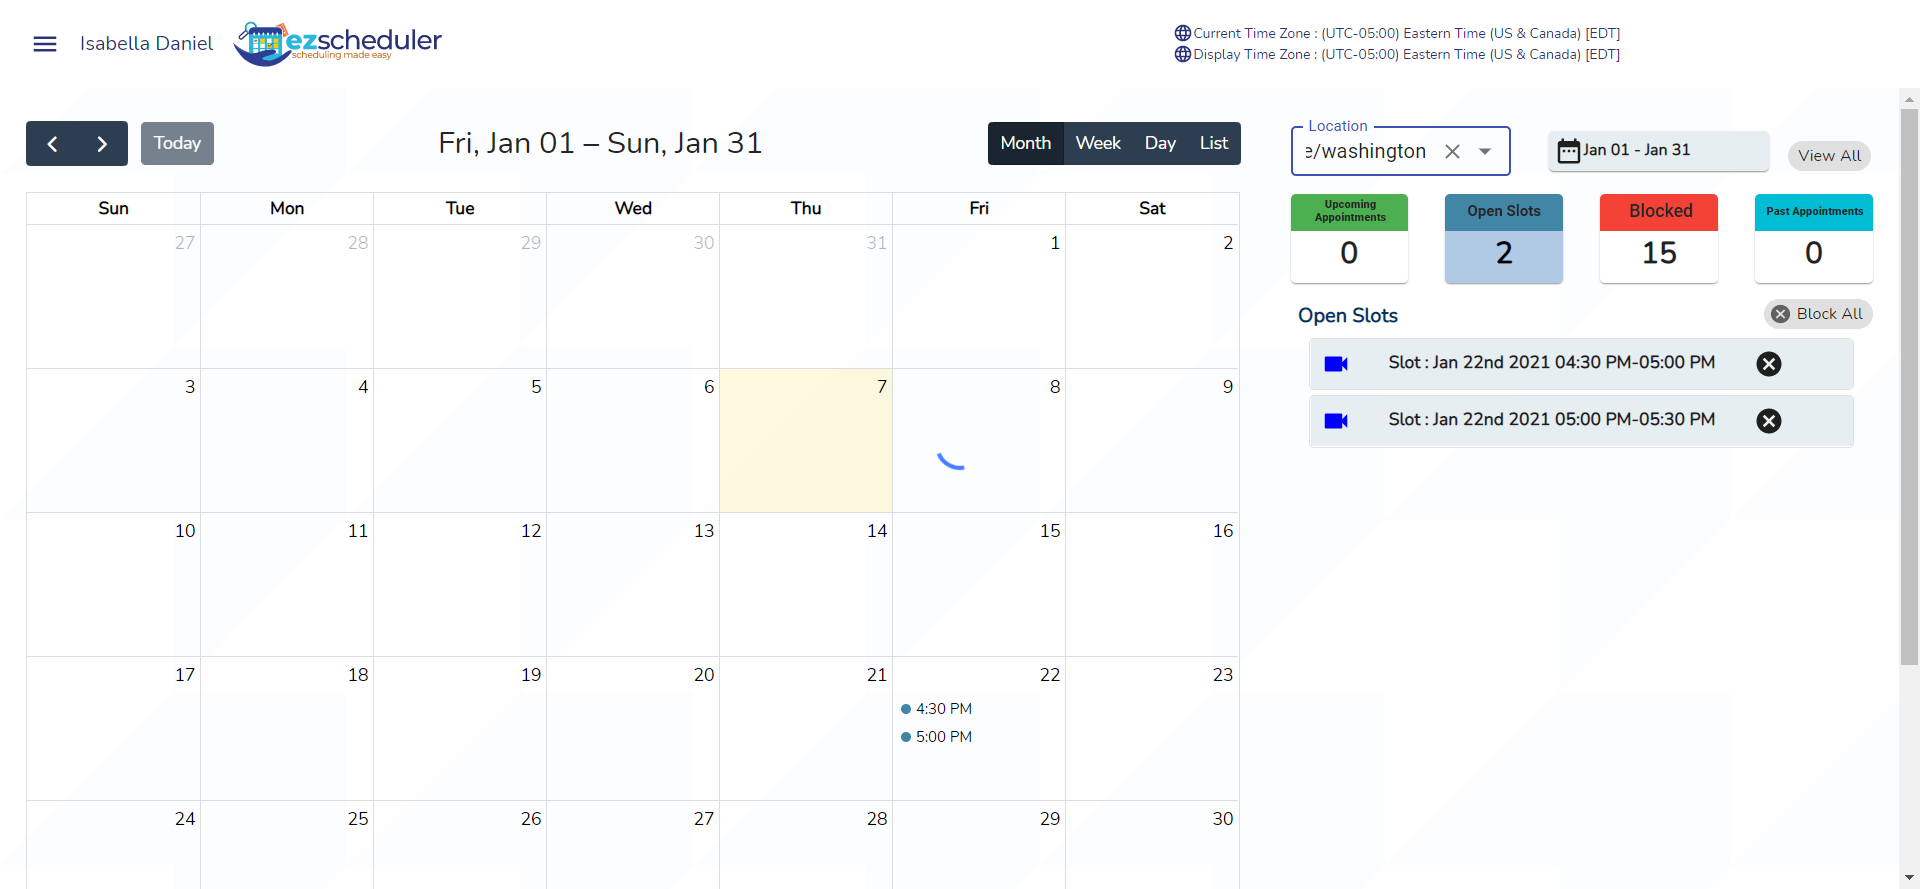 Isabella Daniel
ezscheduler
scheduling made easy
Current Time Zone : (UTC-05:00) Eastern Time (US & Canada) [EDT]
Display Time Zone : (UTC-05:00) Eastern Time (US & Canada) [EDT]
Today
Fri, Jan 01 – Sun, Jan 31
Month Week Day List
Location
e/washington
Jan 01 - Jan 31
View All
Sun Mon Tue Wed Thu Fri Sat
27 28 29 30 31 1 2
3 4 5 6 7 8 9
10 11 12 13 14 15 16
17 18 19 20 21 22 23
4:30 PM
5:00 PM
24 25 26 27 28 29 30
Upcoming
Appointments
0
Open Slots
2
Blocked
15
Past Appointments
0
Open Slots
Block All
Slot : Jan 22nd 2021 04:30 PM-05:00 PM
Slot : Jan 22nd 2021 05:00 PM-05:30 PM